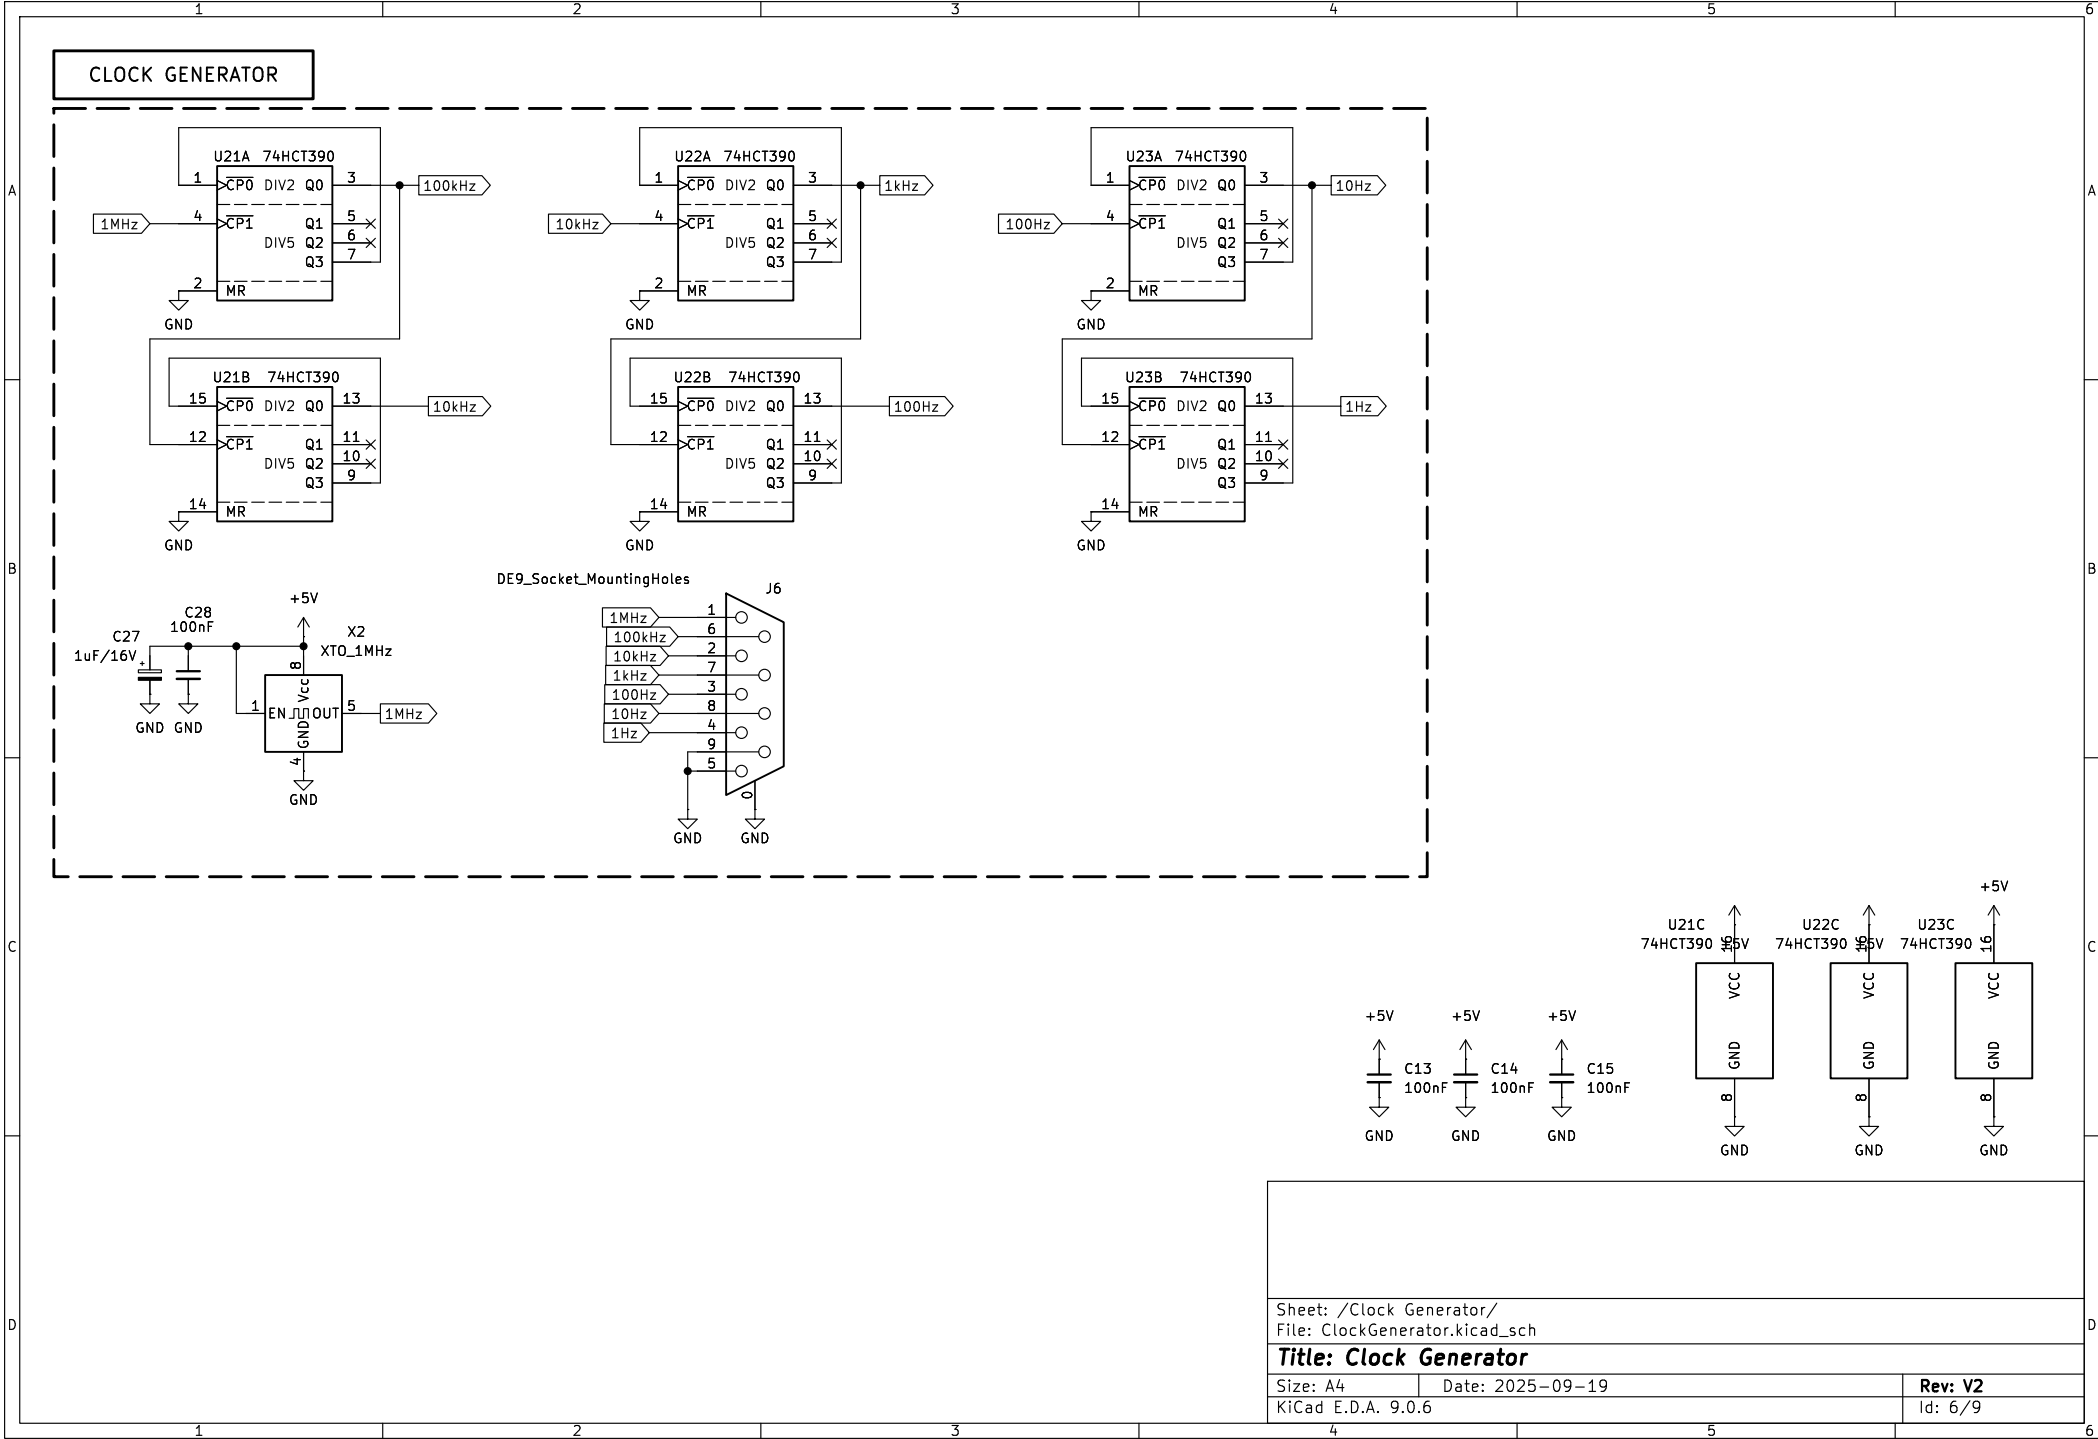 1 2 3 4 5 6
CLOCK GENERATOR
A A
U21A 74HCT390
1 CP0 DIV2 Q0 3 100kHz
1MHz 4 CP1 Q1 5
DIV5 Q2 6
Q3 7
2 MR
GND
U22A 74HCT390
1 CP0 DIV2 Q0 3 1kHz
10kHz 4 CP1 Q1 5
DIV5 Q2 6
Q3 7
2 MR
GND
U23A 74HCT390
1 CP0 DIV2 Q0 3 10Hz
100Hz 4 CP1 Q1 5
DIV5 Q2 6
Q3 7
2 MR
GND
U21B 74HCT390
15 CP0 DIV2 Q0 13 10kHz
12 CP1 Q1 11
DIV5 Q2 10
Q3 9
14 MR
GND
U22B 74HCT390
15 CP0 DIV2 Q0 13 100Hz
12 CP1 Q1 11
DIV5 Q2 10
Q3 9
14 MR
GND
U23B 74HCT390
15 CP0 DIV2 Q0 13 1Hz
12 CP1 Q1 11
DIV5 Q2 10
Q3 9
14 MR
GND
B B
+5V
C28
100nF
C27
1uF/16V
+
GND GND
X2
XTO_1MHz
8
Vcc
1 EN OUT 5 1MHz
GND
4
GND
DE9_Socket_MountingHoles
J6
1MHz 1
100kHz 6
10kHz 2
1kHz 7
100Hz 3
10Hz 8
1Hz 4
9
5
0
GND GND
C C
U21C
74HCT390 +5V
16
VCC
GND
8
GND
U22C
74HCT390 +5V
16
VCC
GND
8
GND
+5V
U23C
74HCT390
16
VCC
GND
8
GND
+5V +5V +5V
C13 C14 C15
100nF 100nF 100nF
GND GND GND
D D
Sheet: /Clock Generator/
File: ClockGenerator.kicad_sch
Title: Clock Generator
Size: A4 Date: 2025-09-19 Rev: V2
KiCad E.D.A. 9.0.6 Id: 6/9
1 2 3 4 5 6